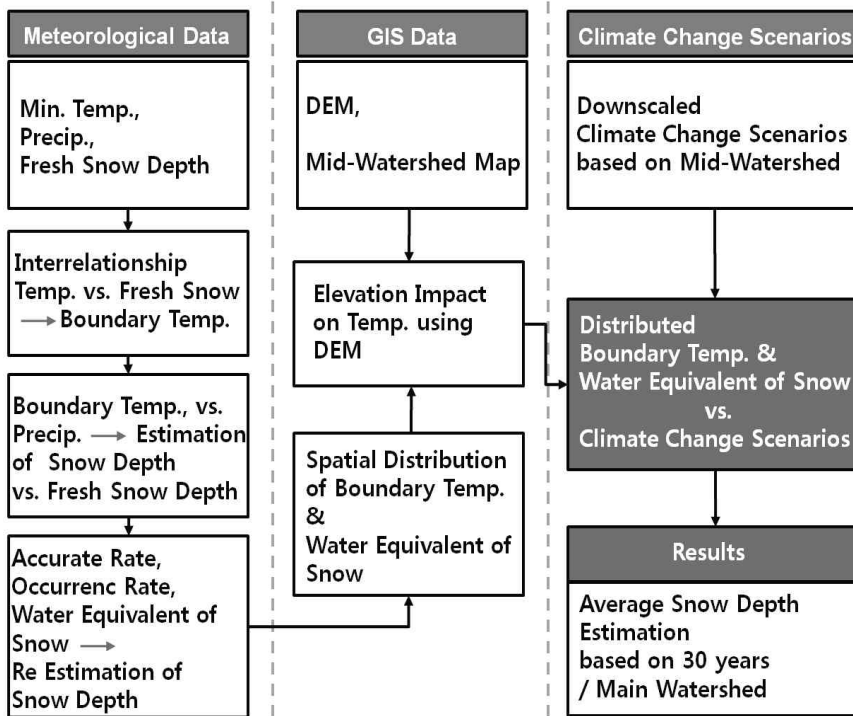 Meteorological Data
Min. Temp.,
Precip.,
Fresh Snow Depth
Interrelationship
Temp. vs. Fresh Snow
→ Boundary Temp.
Boundary Temp., vs.
Precip. → Estimation
of Snow Depth
vs. Fresh Snow Depth
Accurate Rate,
Occurrenc Rate,
Water Equivalent of
Snow →
Re Estimation of
Snow Depth
GIS Data
DEM,
Mid-Watershed Map
Elevation Impact
on Temp. using
DEM
Spatial Distribution
of Boundary Temp.
&
Water Equivalent of
Snow
Climate Change Scenarios
Downscaled
Climate Change Scenarios
based on Mid-Watershed
Distributed
Boundary Temp. &
Water Equivalent of Snow
vs.
Climate Change Scenarios
Results
Average Snow Depth
Estimation
based on 30 years
/ Main Watershed